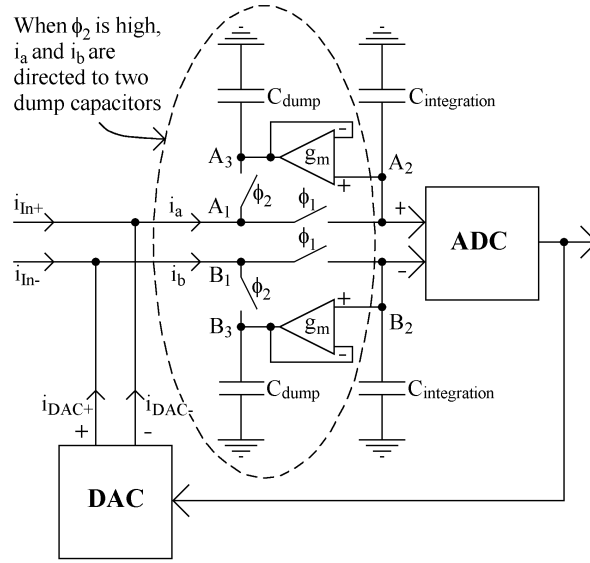 When ϕ2 is high,
ia and ib are
directed to two
dump capacitors
Cdump
Cintegration
-
gm
+
A3
A2
ϕ2
ϕ1
iIn+
ia
A1
+
ADC
ϕ1
iIn-
ib
B1
-
ϕ2
+
gm
-
B3
B2
Cdump
Cintegration
iDAC+
iDAC-
+
-
DAC